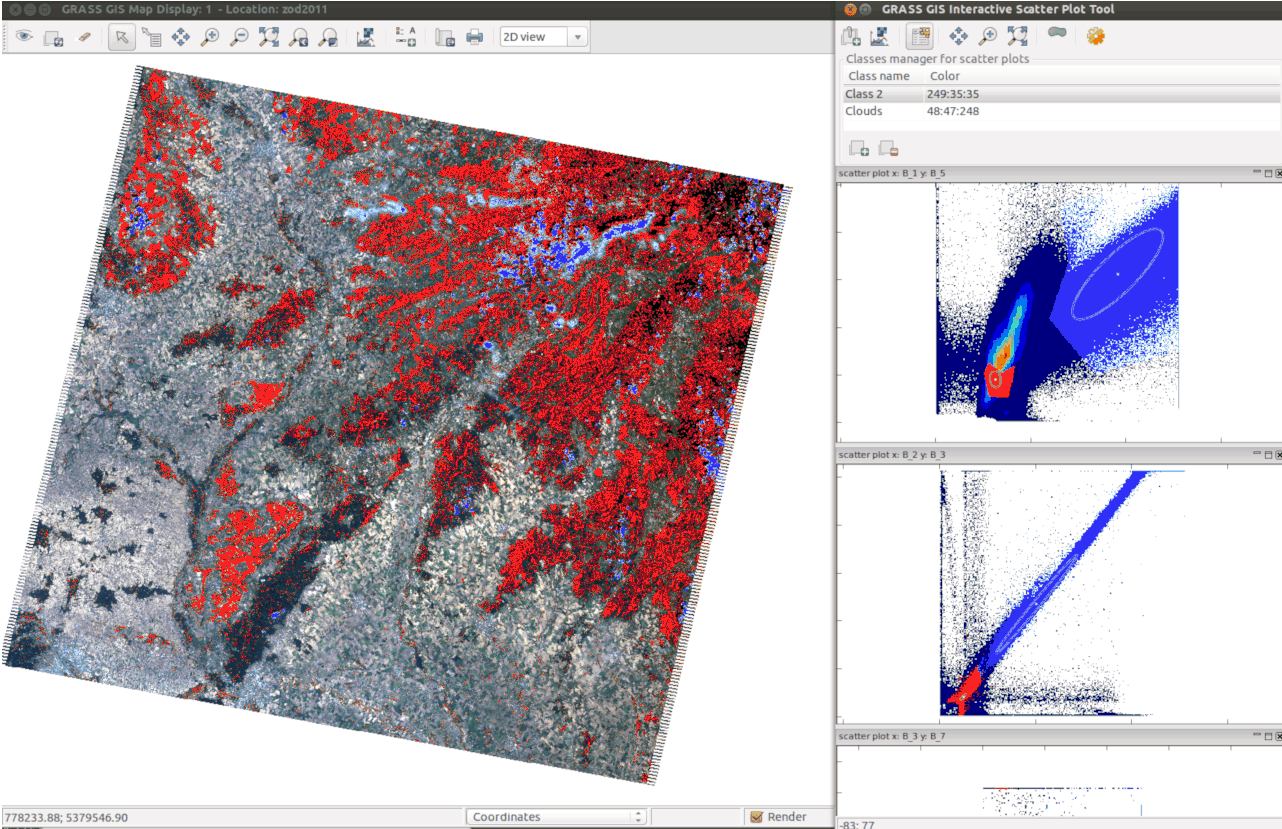 GRASS GIS Map Display: 1 - Location: zod2011
2D view
778233.88; 5379546.90
Coordinates
Render
GRASS GIS Interactive Scatter Plot Tool
Classes manager for scatter plots
Class name Color
Class 2 249:35:35
Clouds 48:47:248
scatter plot x: B_1 y: B_5
scatter plot x: B_2 y: B_3
scatter plot x: B_3 y: B_7
-83; 77